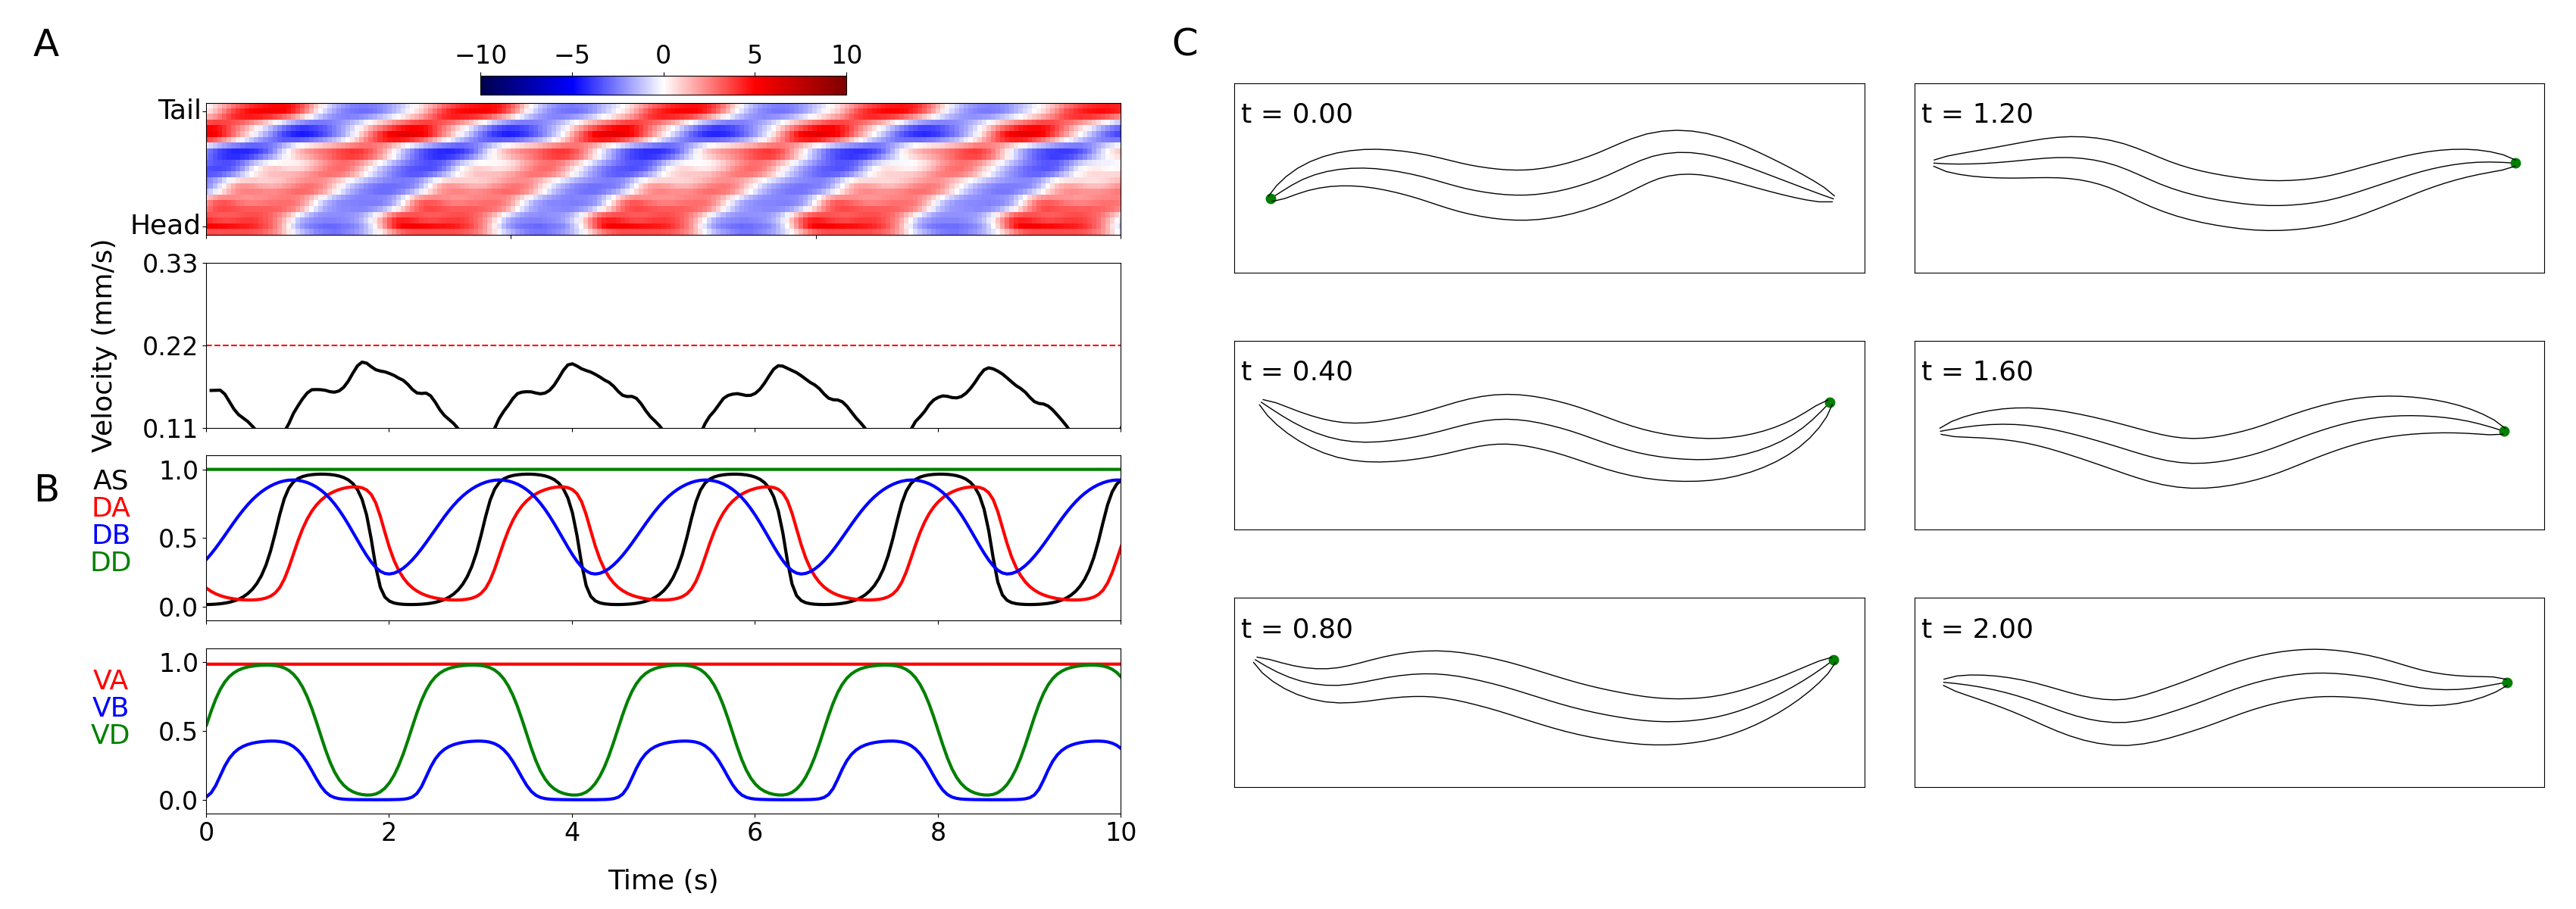 A
−10 −5 0 5 10
Tail
Head
Velocity (mm/s)
0.33
0.22
0.11
B
AS
DA
DB
DD
1.0
0.5
0.0
VA
VB
VD
1.0
0.5
0.0
0 2 4 6 8 10
Time (s)
C
t = 0.00
t = 1.20
t = 0.40
t = 1.60
t = 0.80
t = 2.00